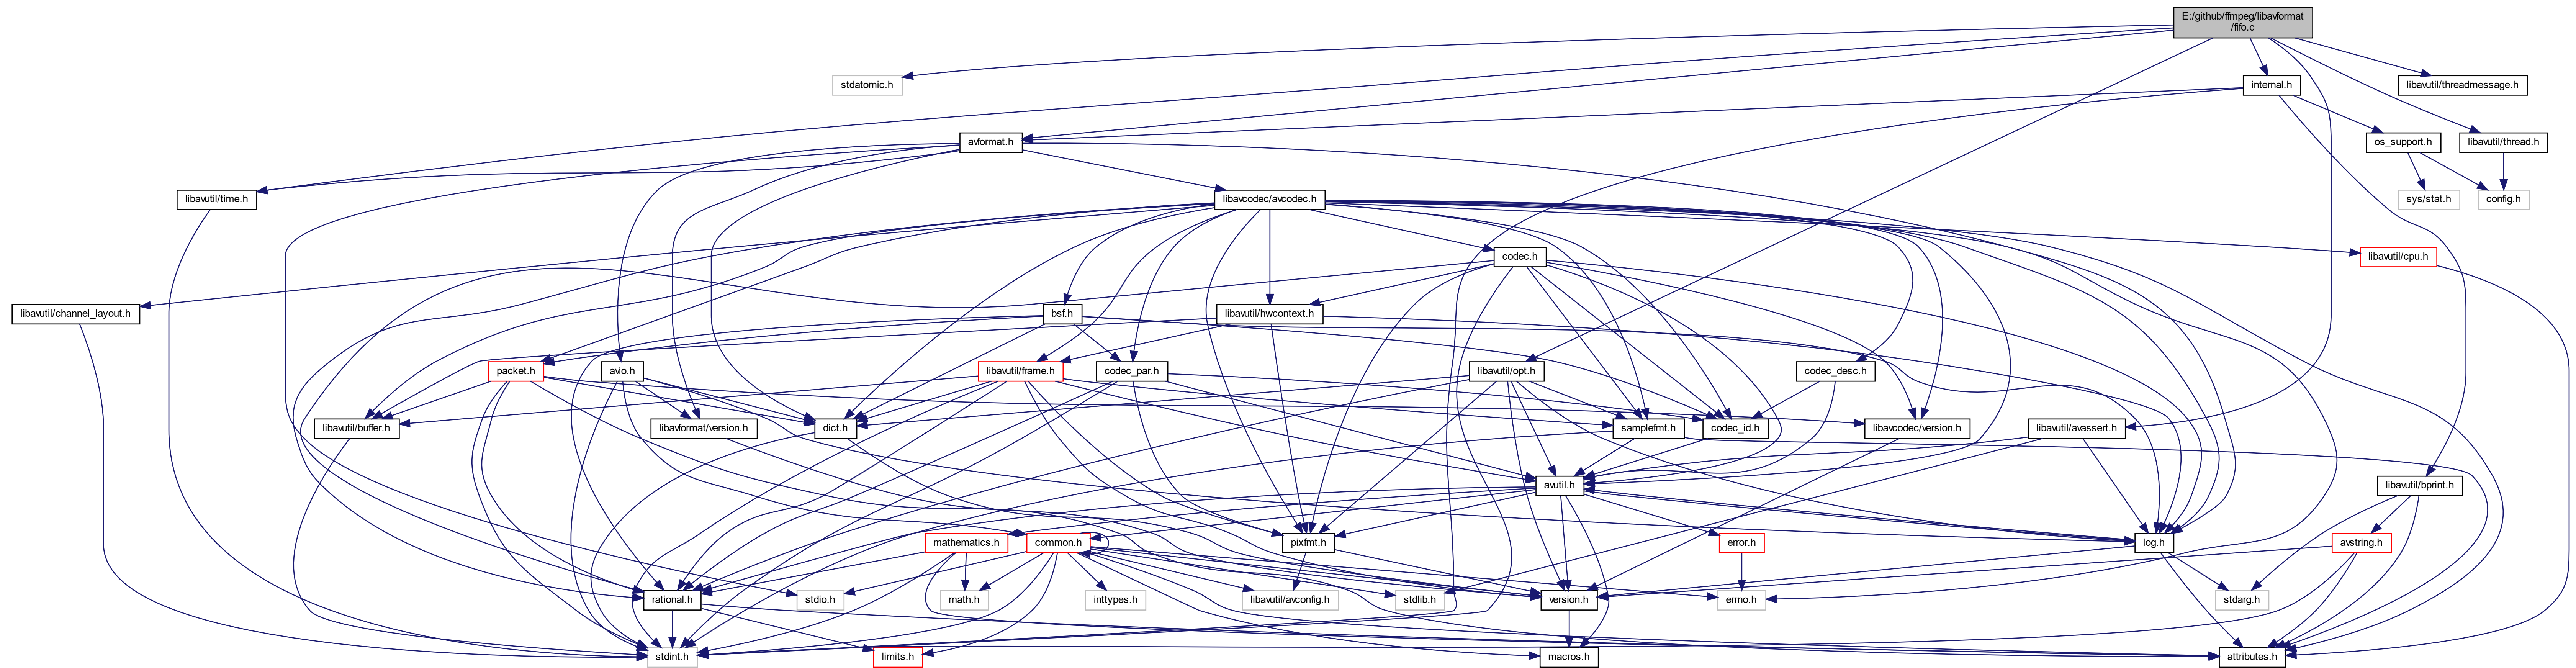 E:/github/ffmpeg/libavformat
/fifo.c
stdatomic.h
internal.h
libavutil/threadmessage.h
avformat.h
os_support.h
libavutil/thread.h
libavutil/time.h
libavcodec/avcodec.h
sys/stat.h
config.h
codec.h
libavutil/cpu.h
libavutil/channel_layout.h
bsf.h
libavutil/hwcontext.h
packet.h
avio.h
libavutil/frame.h
codec_par.h
libavutil/opt.h
codec_desc.h
libavutil/buffer.h
libavformat/version.h
dict.h
samplefmt.h
codec_id.h
libavcodec/version.h
libavutil/avassert.h
avutil.h
libavutil/bprint.h
mathematics.h
common.h
pixfmt.h
error.h
log.h
avstring.h
rational.h
stdio.h
math.h
inttypes.h
libavutil/avconfig.h
stdlib.h
version.h
errno.h
stdarg.h
stdint.h
limits.h
macros.h
attributes.h